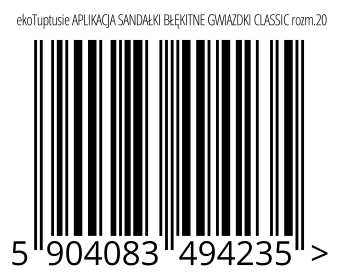 ekoTuptusie APLIKACJA SANDAŁKI BŁĘKITNE GWIAZDKI CLASSIC rozm.20
5 904083 494235 >